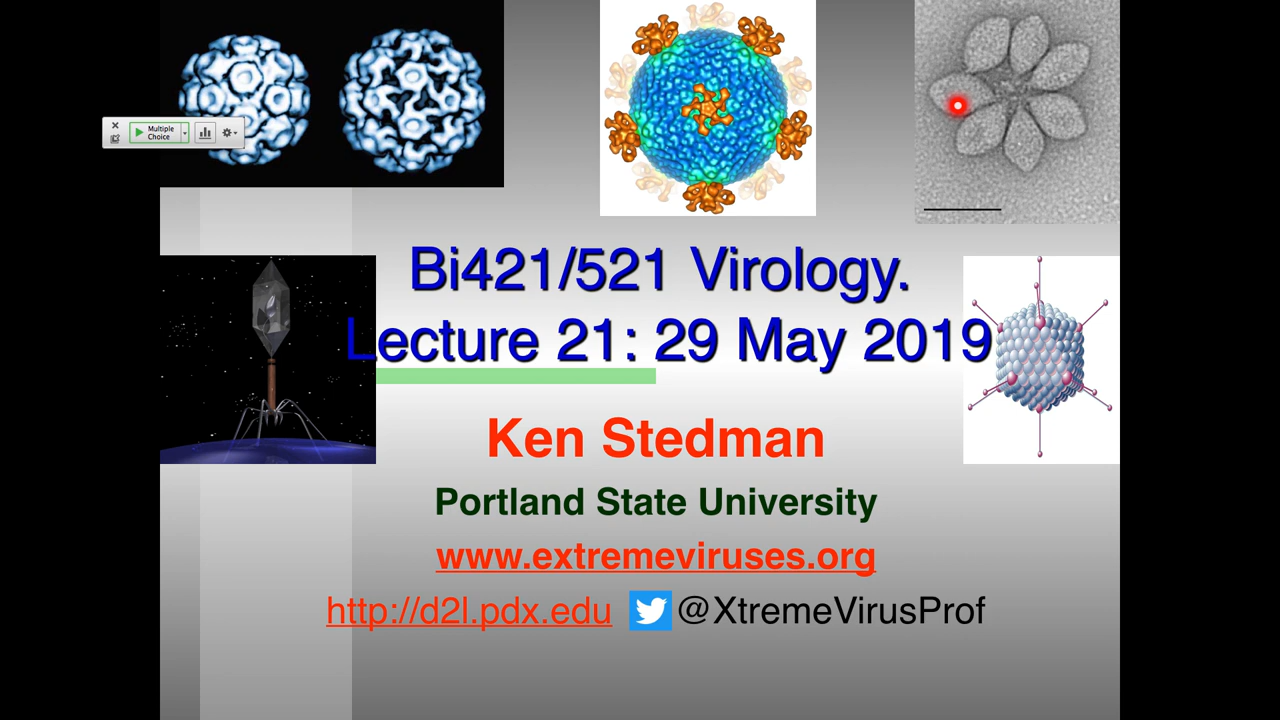 Multiple
Choice
Bi421/521 Virology.
Lecture 21: 29 May 2019
Ken Stedman
Portland State University
www.extremeviruses.org
http://d2l.pdx.edu @XtremeVirusProf